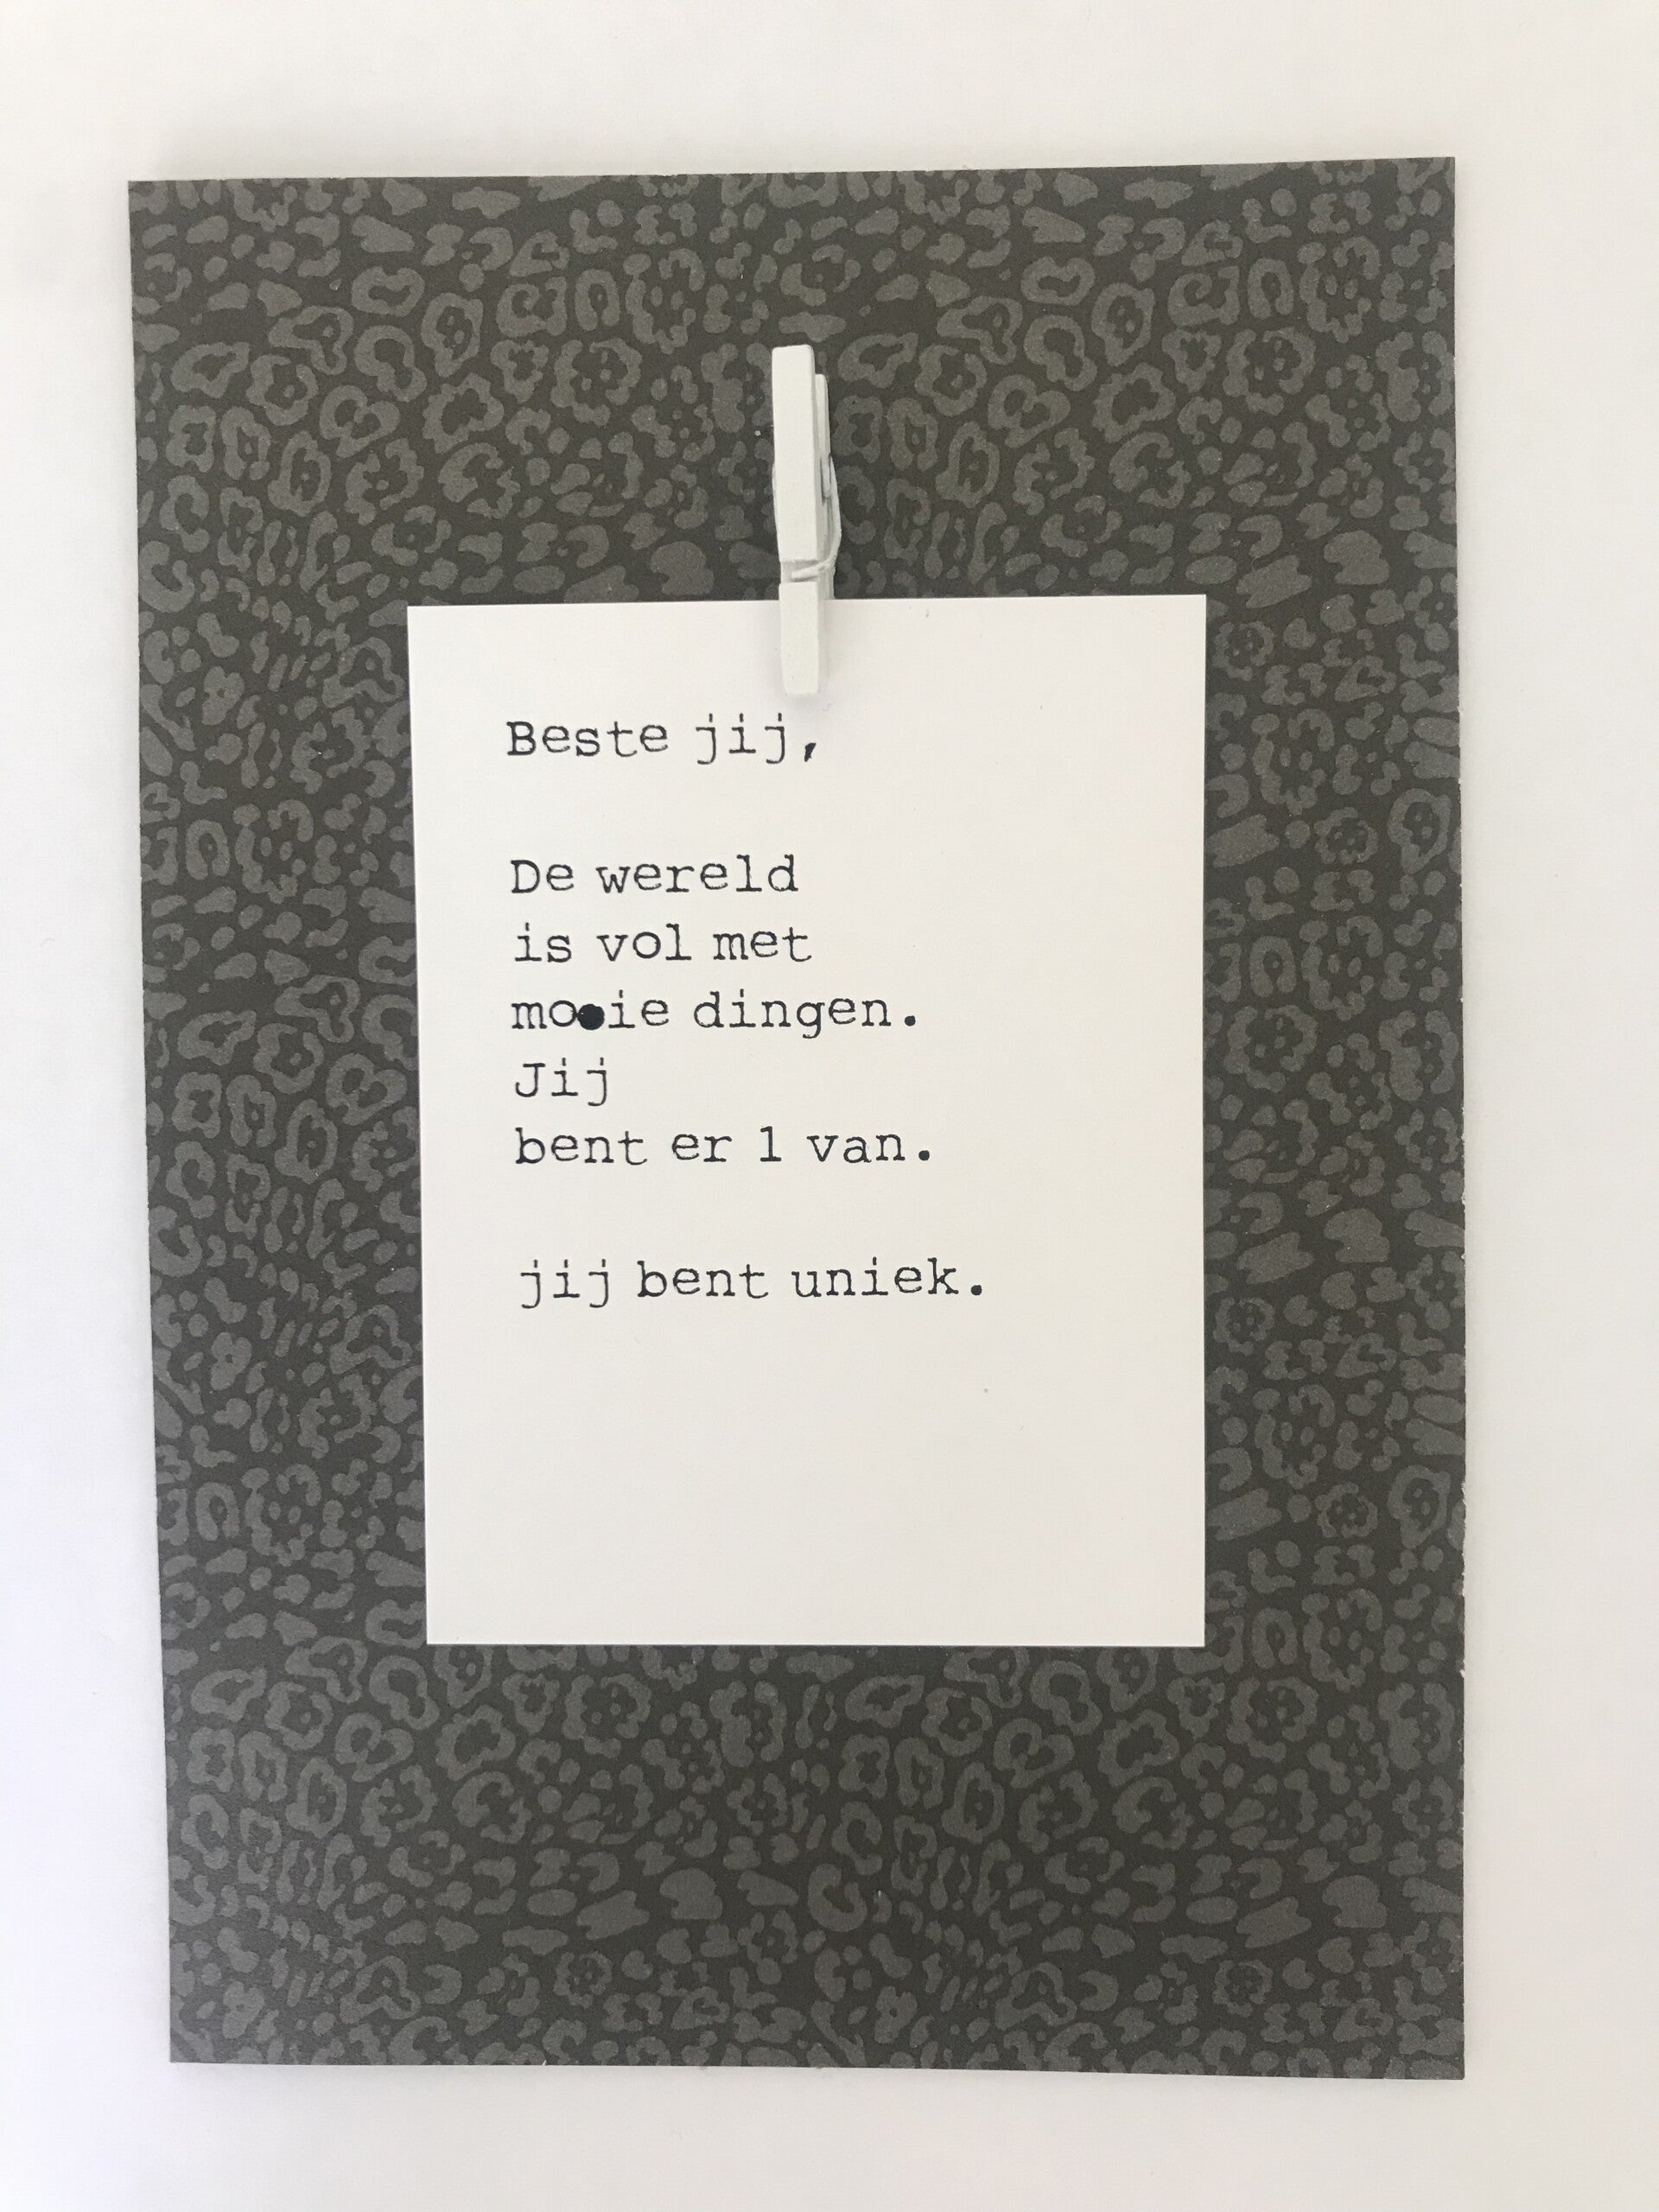 Beste jij,
De wereld
is vol met
mooie dingen.
Jij
bent er 1 van.
jij bent uniek.